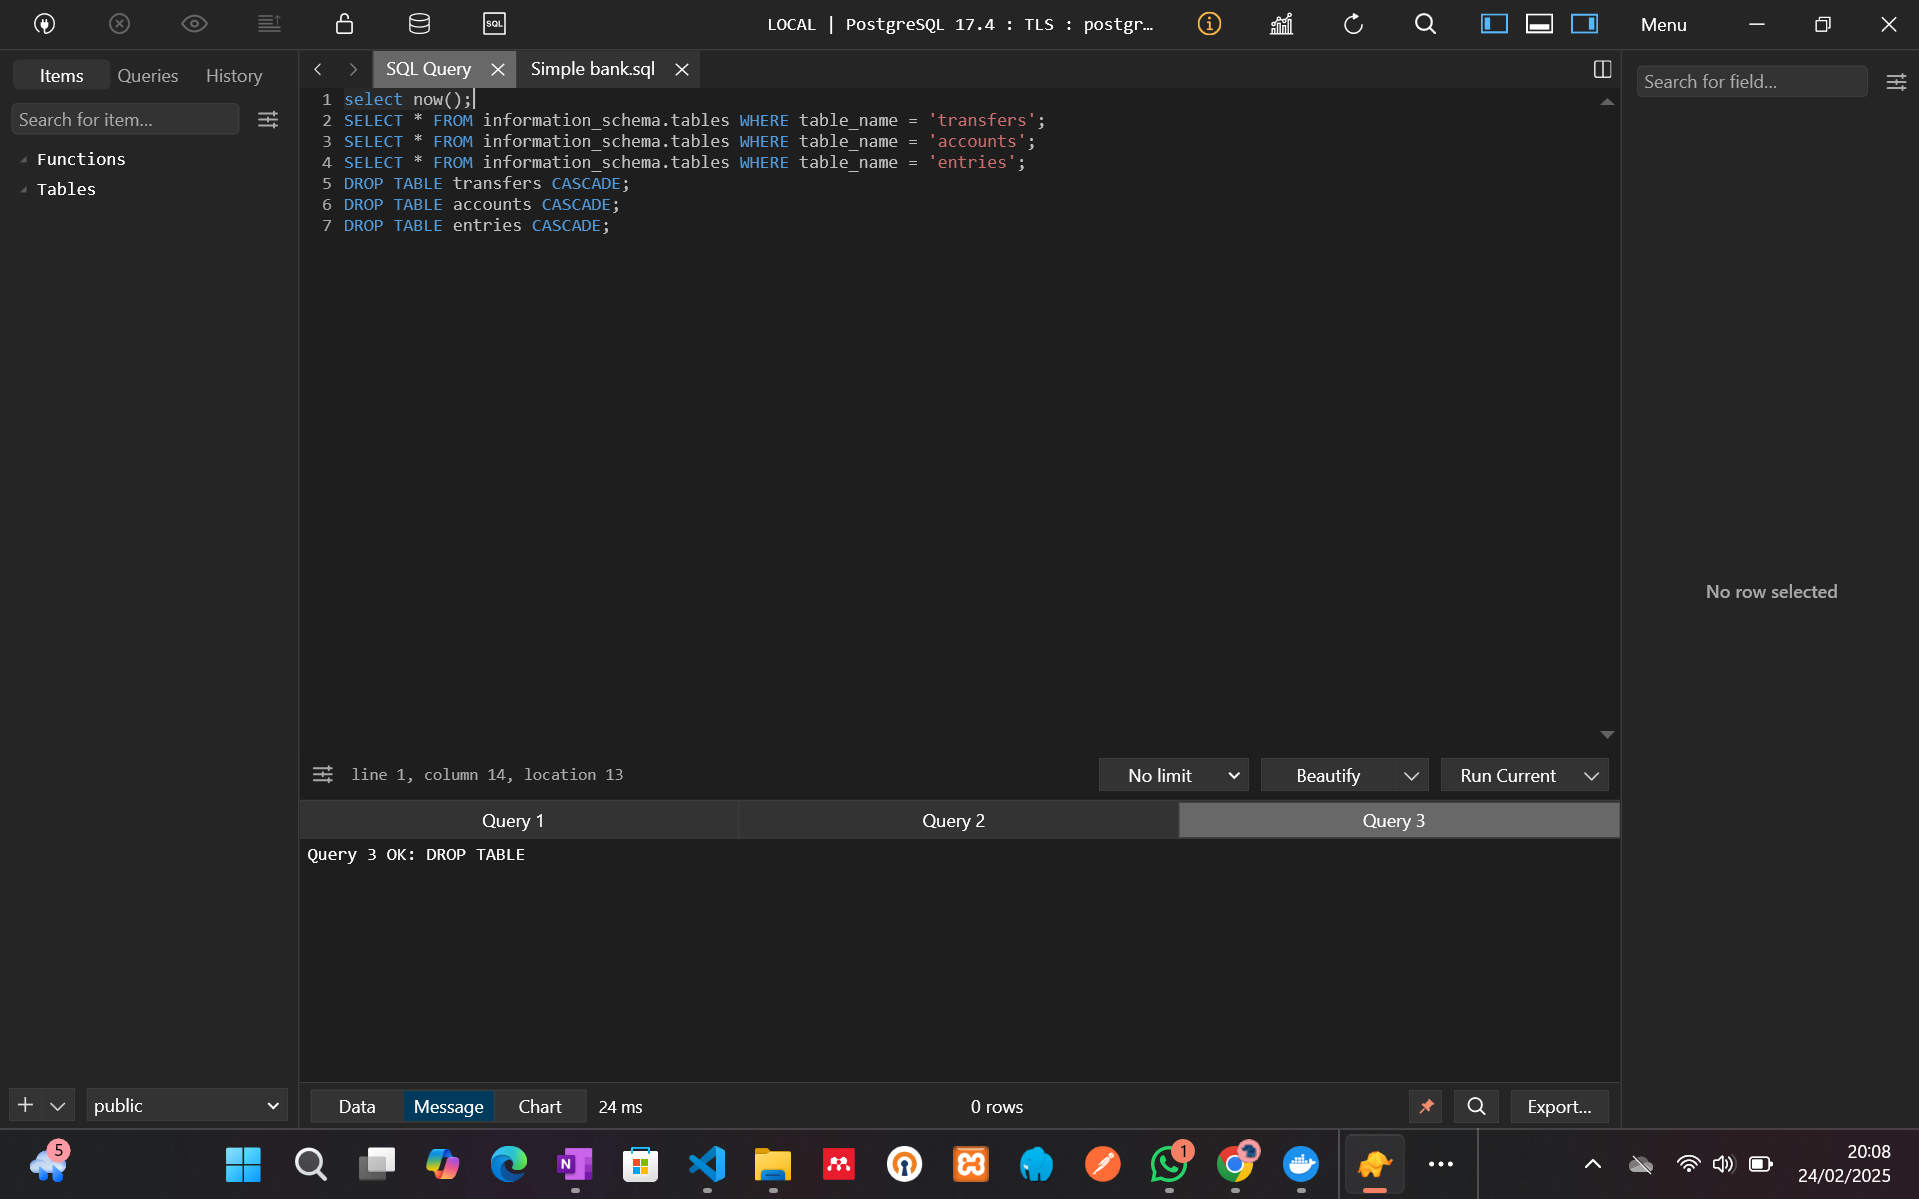 LOCAL | PostgreSQL 17.4 : TLS : postgr...
Menu
Items Queries History
Search for item...
Functions
Tables
SQL Query
Simple bank.sql
Search for field...
1 select now();
2 SELECT * FROM information_schema.tables WHERE table_name = 'transfers';
3 SELECT * FROM information_schema.tables WHERE table_name = 'accounts';
4 SELECT * FROM information_schema.tables WHERE table_name = 'entries';
5 DROP TABLE transfers CASCADE;
6 DROP TABLE accounts CASCADE;
7 DROP TABLE entries CASCADE;
No row selected
line 1, column 14, location 13
No limit
Beautify
Run Current
Query 1 Query 2 Query 3
Query 3 OK: DROP TABLE
public
Data Message Chart 24 ms
0 rows
Export...
SQL
5
N
1
20:08
24/02/2025